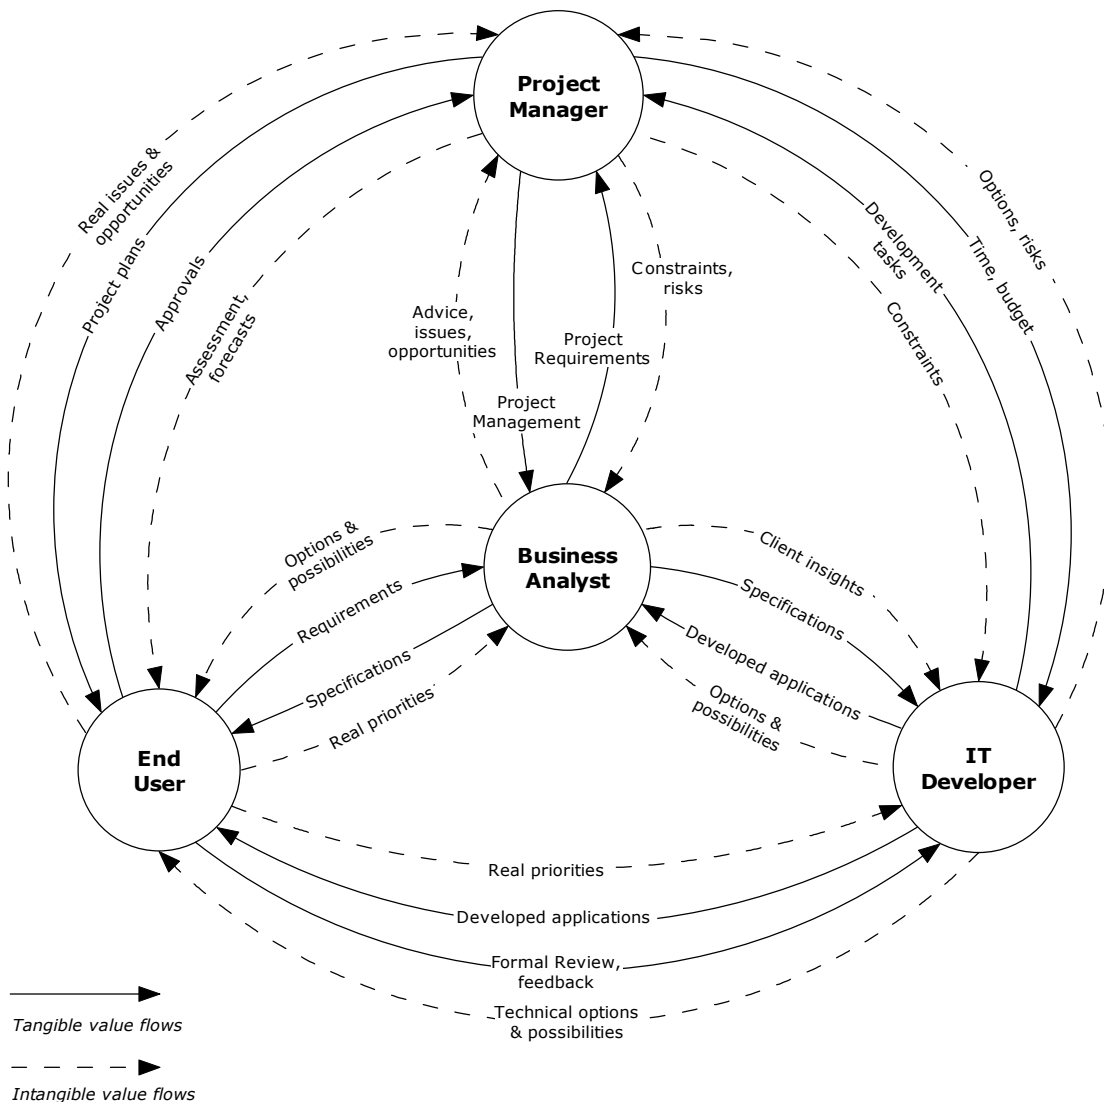 Project
Manager
Real issues &
opportunities
Project plans
Approvals
Assessment,
forecasts
Advice,
issues,
opportunities
Project
Management
Project
Requirements
Constraints,
risks
Development
tasks
Constraints
Time, budget
Options, risks
Business
Analyst
Options &
possibilities
Requirements
Specifications
Real priorities
Client insights
Specifications
Developed applications
Options &
possibilities
End
User
IT
Developer
Real priorities
Developed applications
Formal Review,
feedback
Technical options
& possibilities
Tangible value flows
Intangible value flows